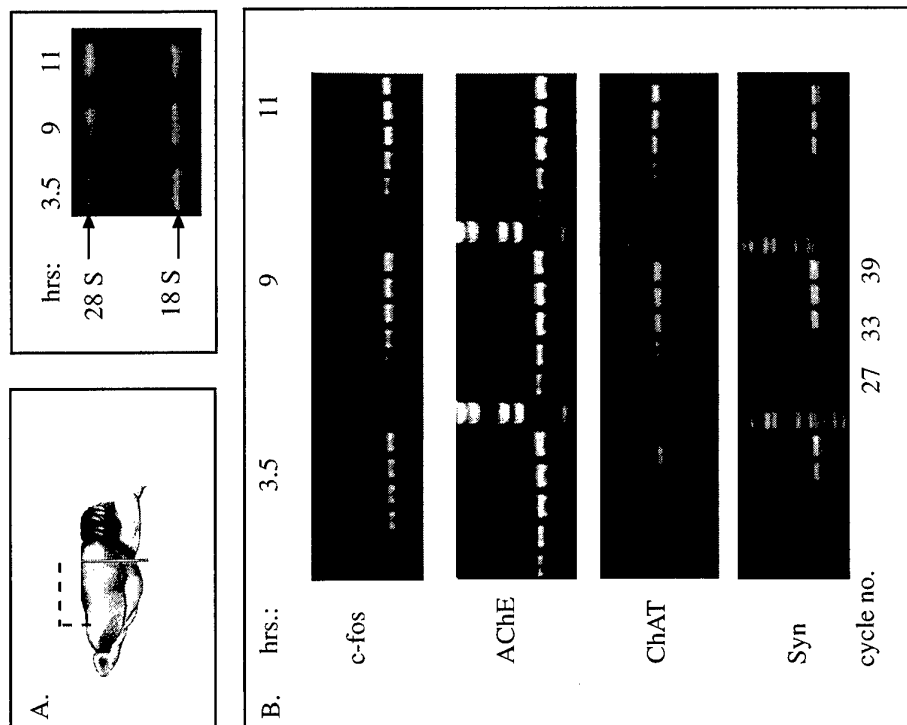 A.
hrs: 3.5 9 11
28 S
18 S
B.
hrs.: 3.5 9 11
c-fos
AChE
ChAT
Syn
cycle no. 27 33 39